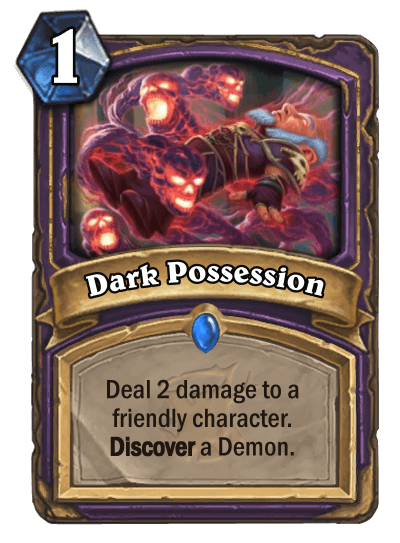 1
Dark Possession
Deal 2 damage to a
friendly character.
Discover a Demon.